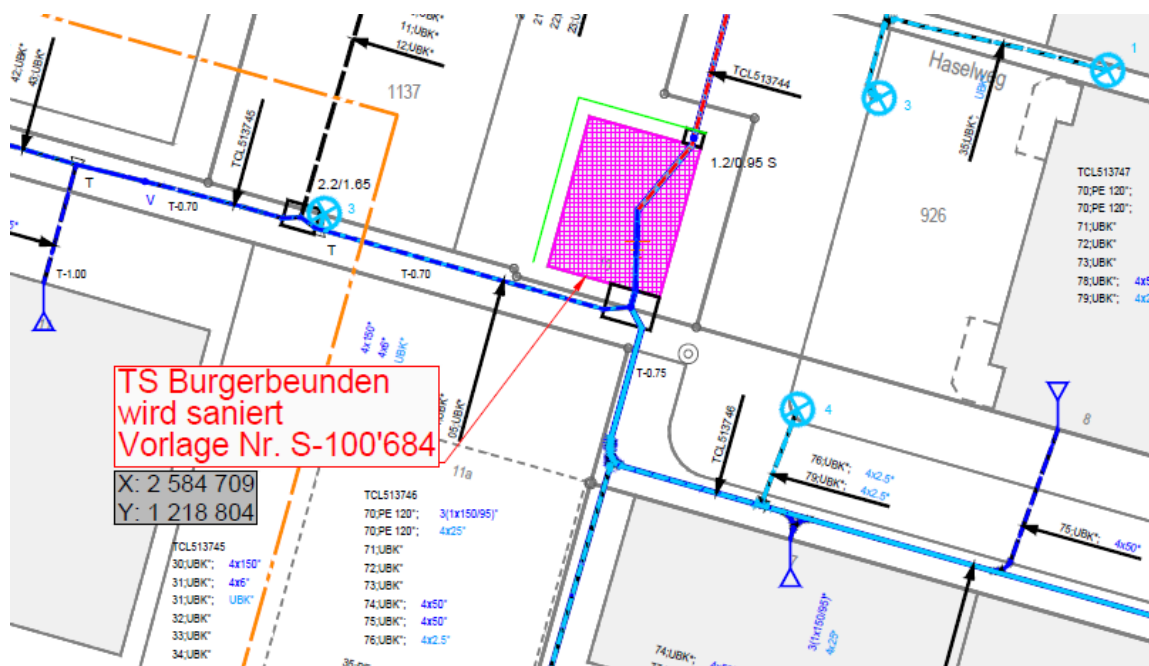 42;UBK"
43;UBK"
TCL513745
11;UBK"
12;UBK"
1137
21
22
23
TCL513744
1.2/0.95 S
2.2/1.65
3
T
V
T-0.70
T
T-0.70
T-1.00
Haselweg
1
3
35;UBK"; UBK"
926
TCL513747
70;PE 120";
70;PE 120";
71;UBK"
72;UBK"
73;UBK"
78;UBK";
79;UBK";
TS Burgerbeunden
wird saniert
Vorlage Nr. S-100'684
X: 2 584 709
Y: 1 218 804
4x150"
4x6"
UBK"
05;UBK"
11a
T-0.75
TCL513746
4
76;UBK"; 4x2.5"
79;UBK"; 4x2.5"
8
75;UBK"; 4x50"
7
TCL513745
30;UBK"; 4x150"
31;UBK"; 4x6"
31;UBK"; UBK"
32;UBK"
33;UBK"
34;UBK"
TCL513746
70;PE 120"; 3(1x150/95)"
70;PE 120"; 4x25"
71;UBK"
72;UBK"
73;UBK"
74;UBK"; 4x50"
75;UBK"; 4x50"
76;UBK"; 4x2.5"
3(1x150/95)"
4x25"
74;UBK";